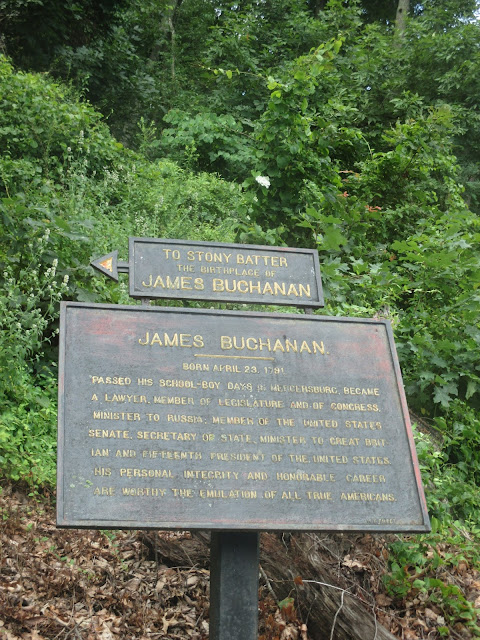 TO STONY BATTER
THE BIRTHPLACE OF
JAMES BUCHANAN
JAMES BUCHANAN.
BORN APRIL 23, 1791
PASSED HIS SCHOOL-BOY DAYS IN MERCERSBURG, BECAME
A LAWYER, MEMBER OF LEGISLATURE AND OF CONGRESS,
MINISTER TO RUSSIA, MEMBER OF THE UNITED STATES
SENATE, SECRETARY OF STATE, MINISTER TO GREAT BRIT
IAN AND FIFTEENTH PRESIDENT OF THE UNITED STATES.
HIS PERSONAL INTEGRITY AND HONORABLE CAREER
ARE WORTHY THE EMULATION OF ALL TRUE AMERICANS.